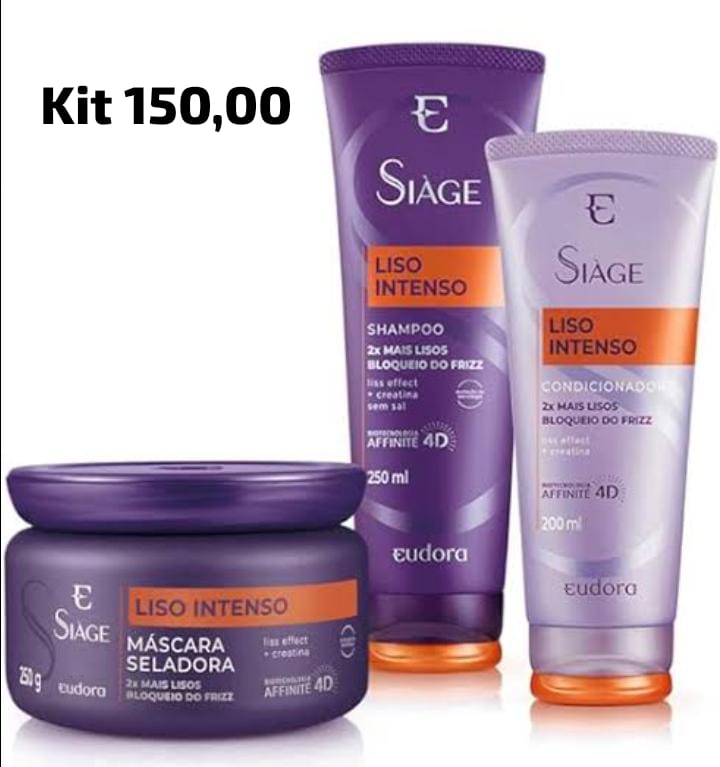 Kit 150,00
E
SIÀGE
LISO
INTENSO
SHAMPOO
2x MAIS LISOS
BLOQUEIO DO FRIZZ
liss effect
+ creatina
sem sal
BIOTECNOLOGIA
AFFINITÉ 4D
250 ml
eudora
E
SIÀGE
LISO
INTENSO
CONDICIONADOR
2x MAIS LISOS
BLOQUEIO DO FRIZZ
liss effect
+ creatina
BIOTECNOLOGIA
AFFINITÉ 4D
200 ml
eudora
E
SIÀGE
250 g
eudora
LISO INTENSO
MÁSCARA
SELADORA
2x MAIS LISOS
BLOQUEIO DO FRIZZ
liss effect
+ creatina
BIOTECNOLOGIA
AFFINITÉ 4D